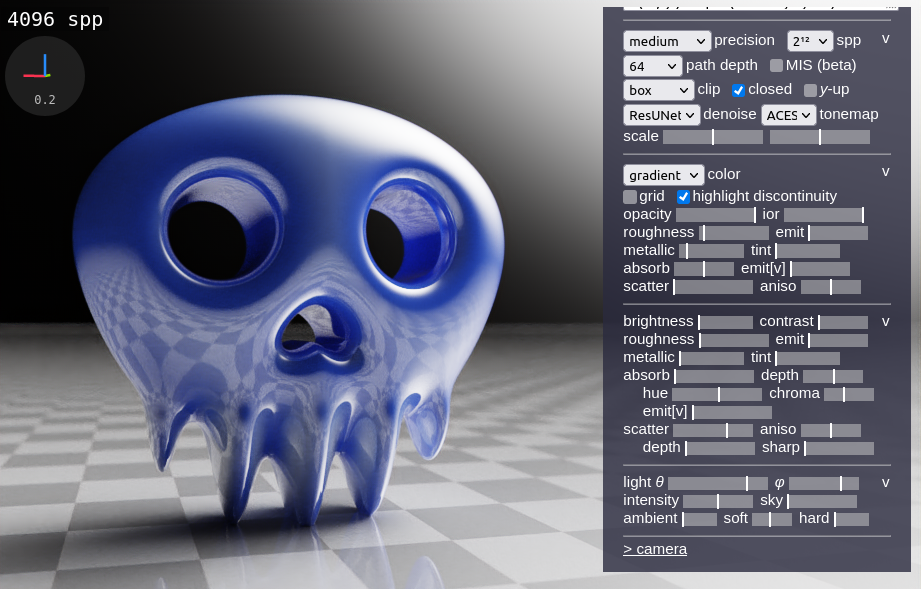 4096 spp
0.2
medium precision 2¹² spp v
64 path depth MIS (beta)
box clip closed y-up
ResUNet denoise ACES tonemap
scale
gradient color v
grid highlight discontinuity
opacity ior
roughness emit
metallic tint
absorb emit[v]
scatter aniso
brightness contrast v
roughness emit
metallic tint
absorb depth
hue chroma
emit[v]
scatter aniso
depth sharp
light θ φ v
intensity sky
ambient soft hard
> camera